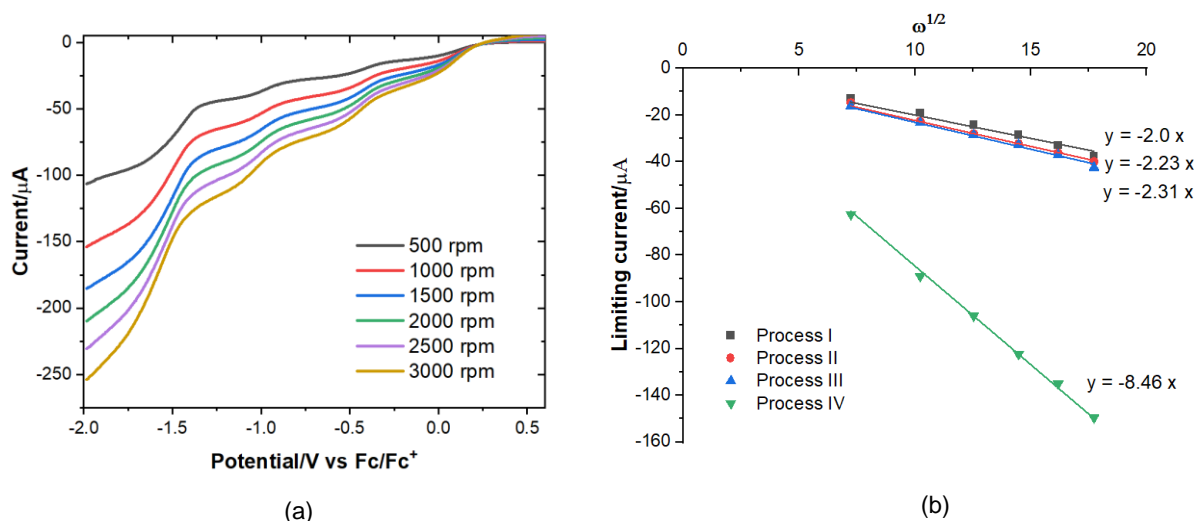 0
-50
-100
-150
-200
-250
Current/µA
500 rpm
1000 rpm
1500 rpm
2000 rpm
2500 rpm
3000 rpm
-2.0 -1.5 -1.0 -0.5 0.0 0.5
Potential/V vs Fc/Fc⁺
(a)
ω¹/²
0 5 10 15 20
0
-20
-40
-60
-80
-100
-120
-140
-160
Limiting current/µA
y = -2.0 x
y = -2.23 x
y = -2.31 x
y = -8.46 x
Process I
Process II
Process III
Process IV
(b)